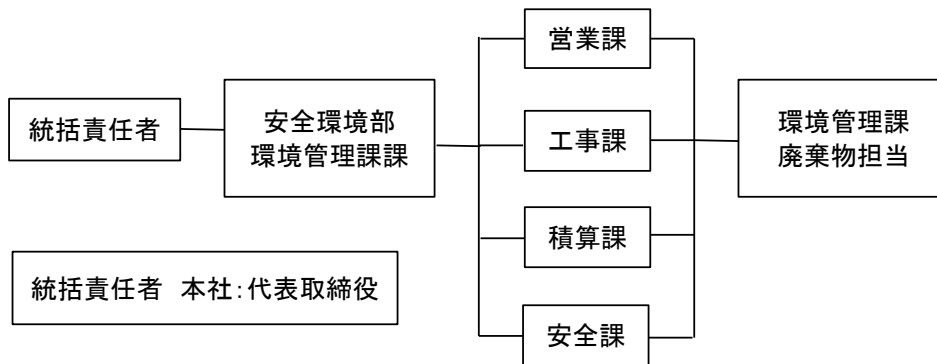 統括責任者
安全環境部
環境管理課課
営業課
工事課
積算課
安全課
環境管理課
廃棄物担当
統括責任者 本社：代表取締役